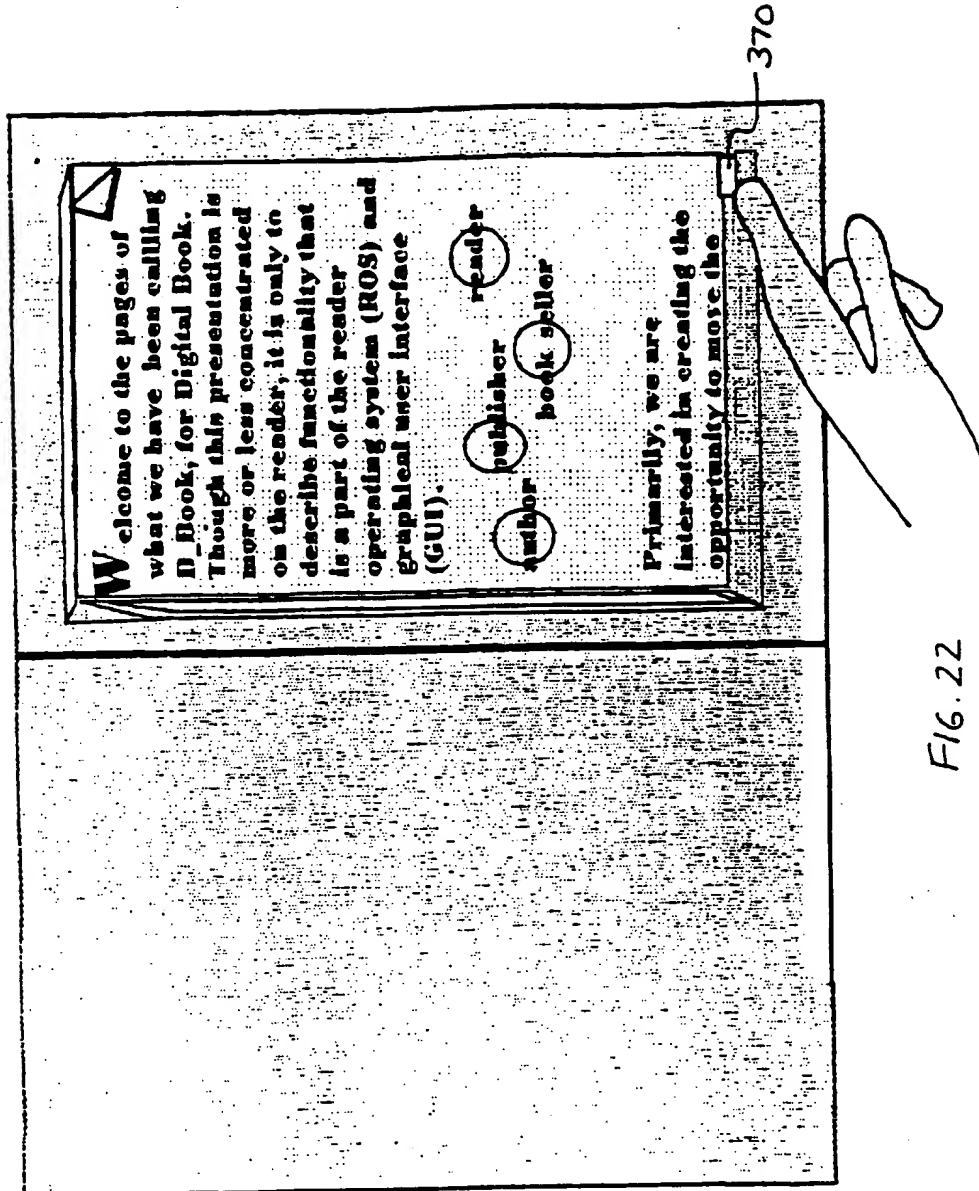 Welcome to the pages of
what we have been calling
D_Book, for Digital Book.
Though this presentation is
more or less concentrated
on the reader, it is only to
describe functionality that
is a part of the reader
operating system (ROS) and
graphical user interface
(GUI).
author
publisher
book seller
reader
Primarily, we are
interested in creating the
opportunity to move the
370
FIG. 22